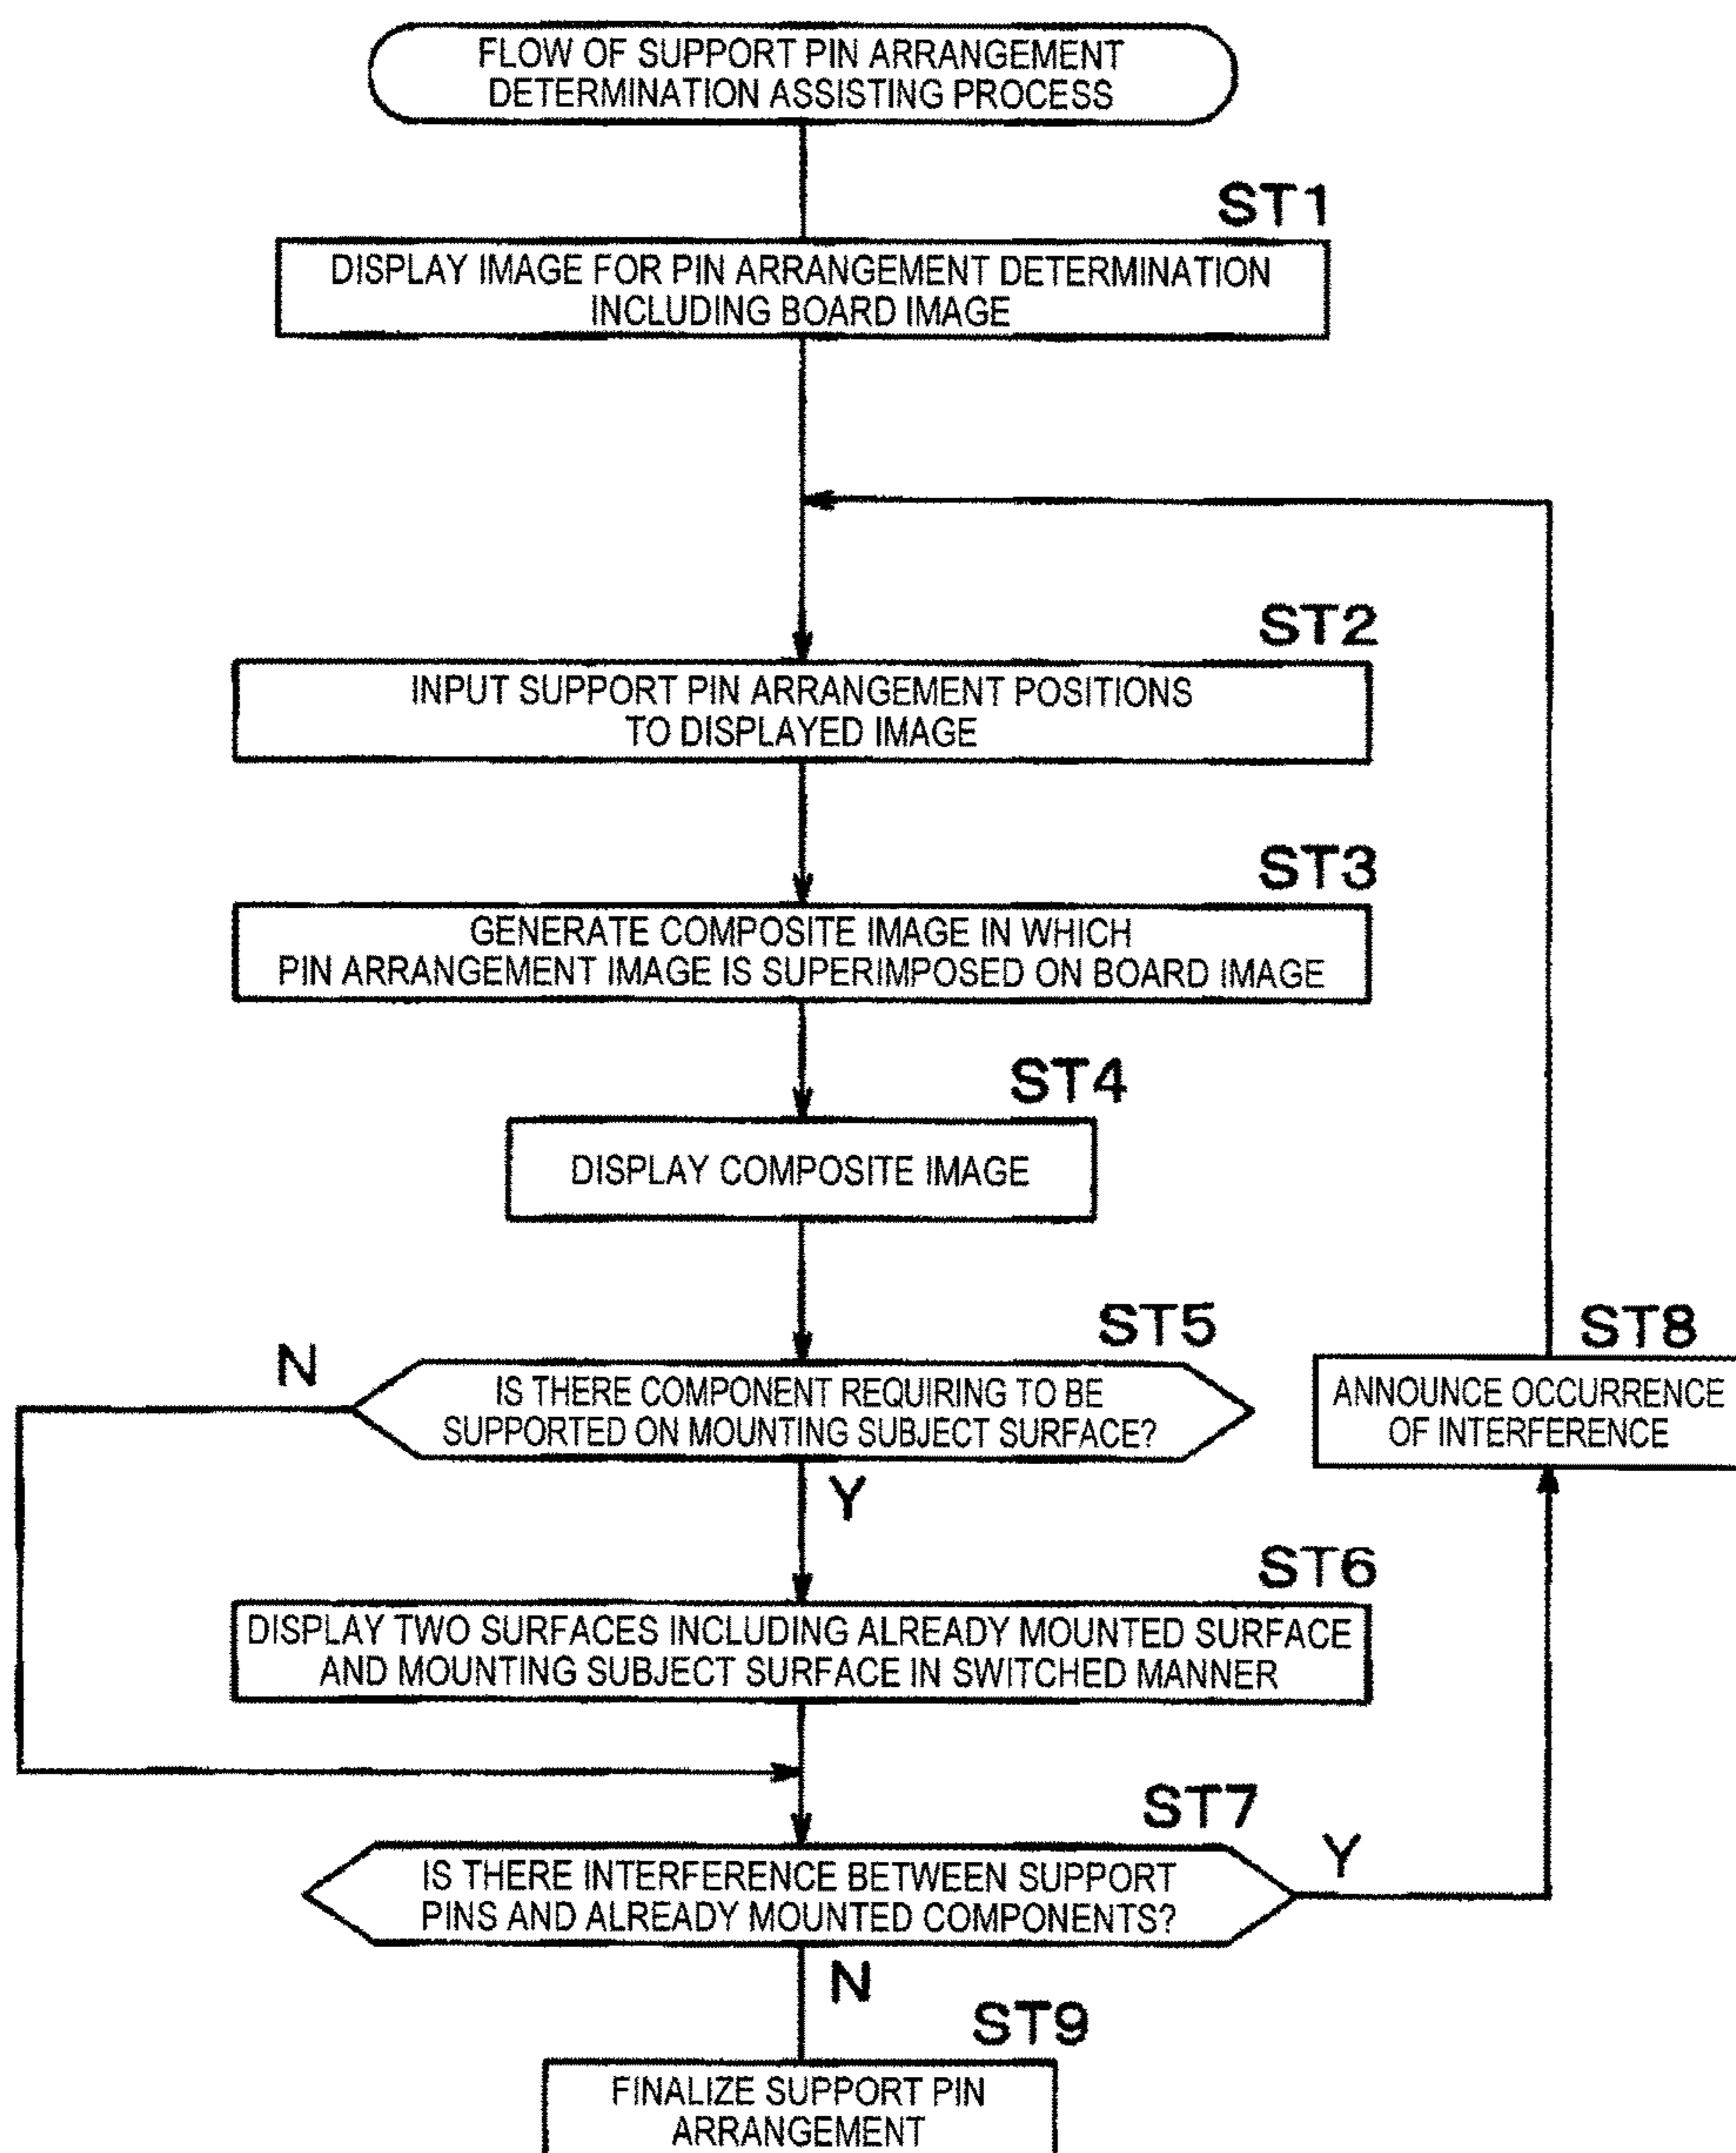 FLOW OF SUPPORT PIN ARRANGEMENT
DETERMINATION ASSISTING PROCESS
ST1
DISPLAY IMAGE FOR PIN ARRANGEMENT DETERMINATION
INCLUDING BOARD IMAGE
ST2
INPUT SUPPORT PIN ARRANGEMENT POSITIONS
TO DISPLAYED IMAGE
ST3
GENERATE COMPOSITE IMAGE IN WHICH
PIN ARRANGEMENT IMAGE IS SUPERIMPOSED ON BOARD IMAGE
ST4
DISPLAY COMPOSITE IMAGE
ST5
N
IS THERE COMPONENT REQUIRING TO BE
SUPPORTED ON MOUNTING SUBJECT SURFACE?
Y
ST8
ANNOUNCE OCCURRENCE
OF INTERFERENCE
ST6
DISPLAY TWO SURFACES INCLUDING ALREADY MOUNTED SURFACE
AND MOUNTING SUBJECT SURFACE IN SWITCHED MANNER
ST7
IS THERE INTERFERENCE BETWEEN SUPPORT
PINS AND ALREADY MOUNTED COMPONENTS?
Y
N
ST9
FINALIZE SUPPORT PIN
ARRANGEMENT